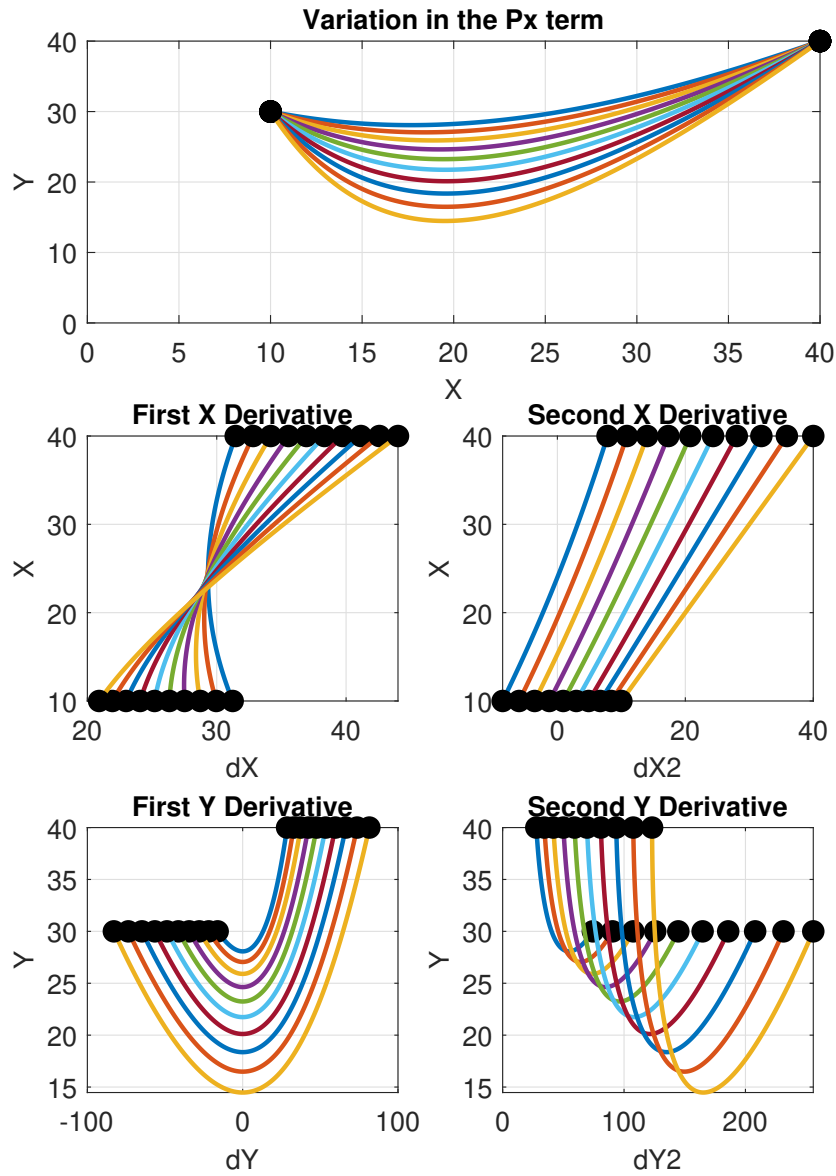 Variation in the Px term
40
30
20
10
0
Y
0 5 10 15 20 25 30 35 40
X
First X Derivative
40
30
20
10
X
20 30 40
dX
Second X Derivative
40
30
20
10
X
0 20 40
dX2
First Y Derivative
40
35
30
25
20
15
Y
-100 0 100
dY
Second Y Derivative
40
35
30
25
20
15
Y
0 100 200
dY2